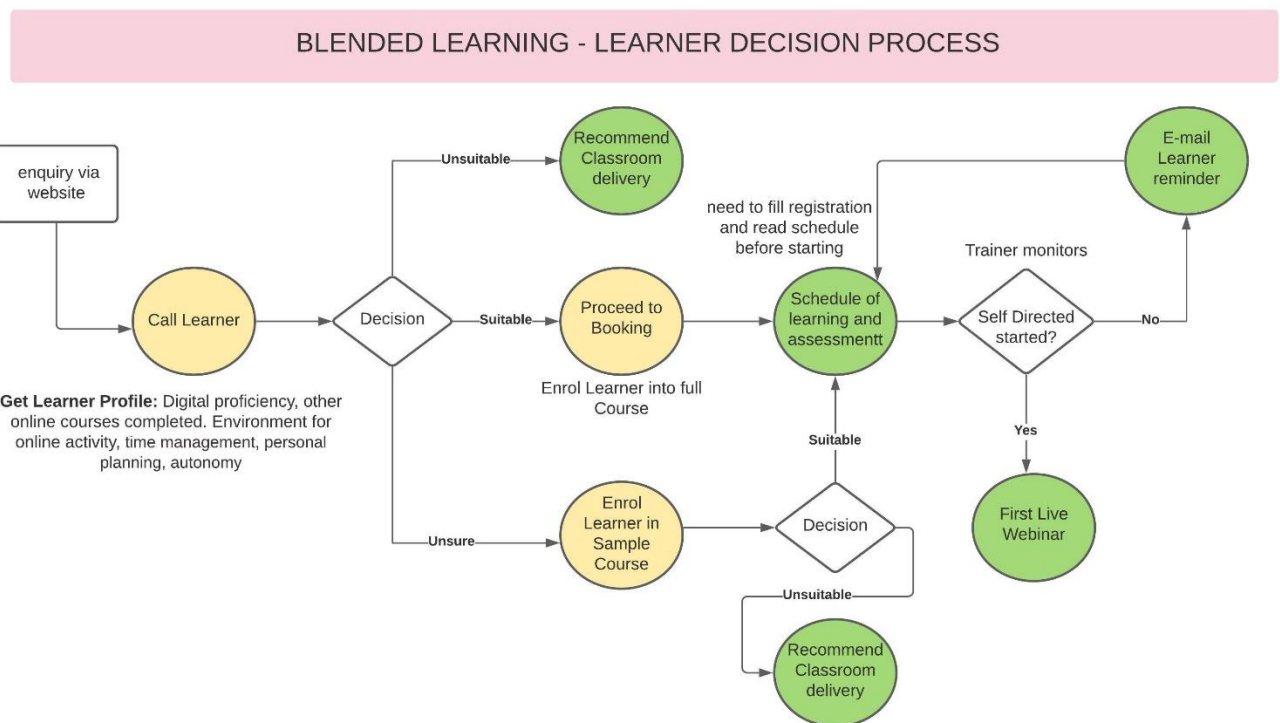 BLENDED LEARNING - LEARNER DECISION PROCESS
enquiry via
website
Call Learner
Get Learner Profile: Digital proficiency, other
online courses completed. Environment for
online activity, time management, personal
planning, autonomy
Decision
Unsuitable
Recommend
Classroom
delivery
Suitable
Proceed to
Booking
Enrol Learner into full
Course
Unsure
Enrol
Learner in
Sample
Course
Decision
Suitable
Unsuitable
Recommend
Classroom
delivery
need to fill registration
and read schedule
before starting
Schedule of
learning and
assessmentt
Trainer monitors
Self Directed
started?
No
E-mail
Learner
reminder
Yes
First Live
Webinar